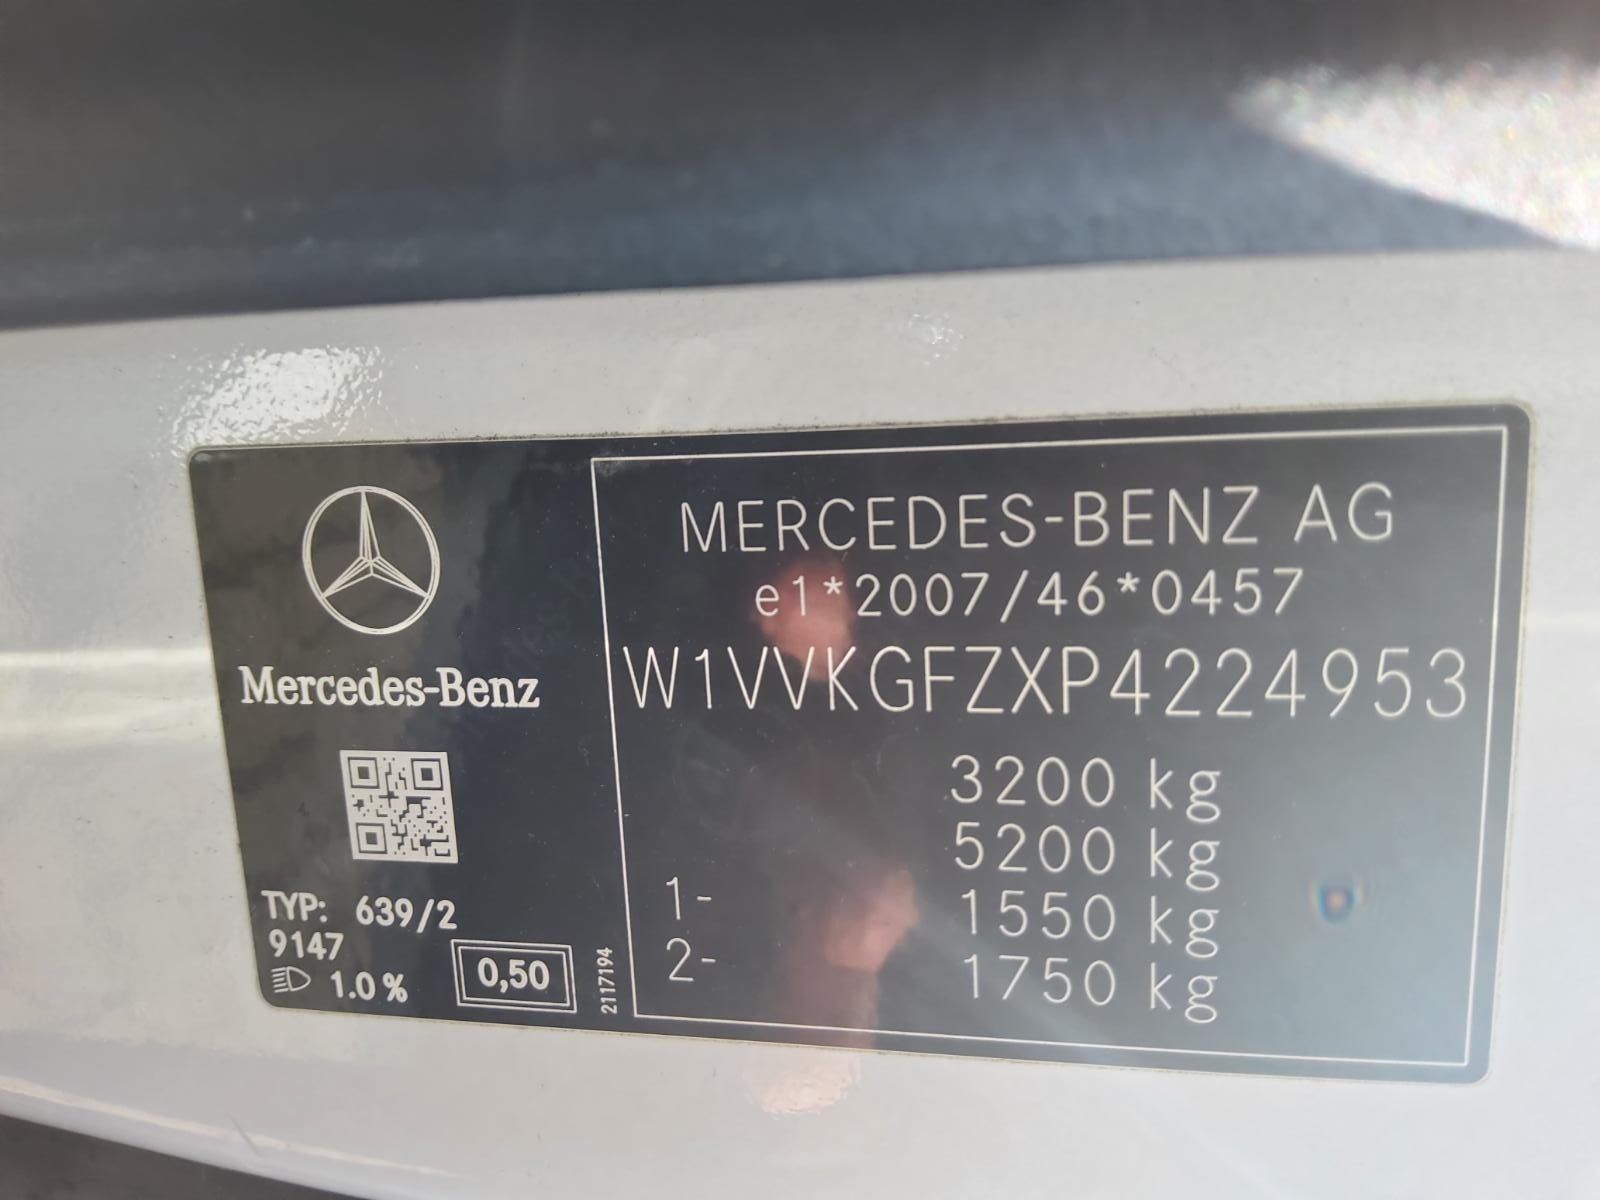 Mercedes-Benz
TYP: 639/2
9147
1.0 %
0,50
2117194
MERCEDES-BENZ AG
e1*2007/46*0457
W1VVKGFZXP4224953
3200 kg
5200 kg
1- 1550 kg
2- 1750 kg